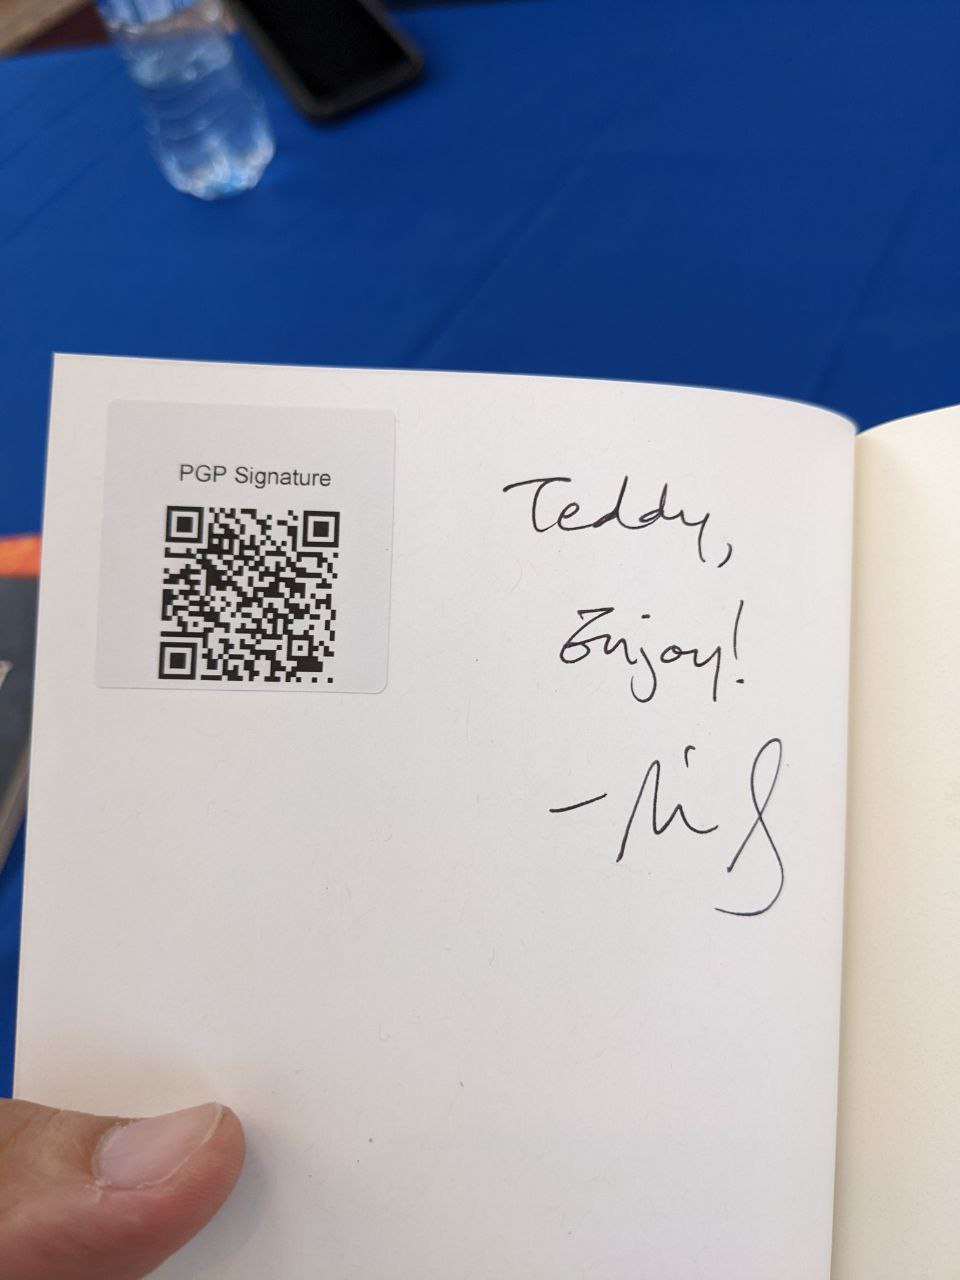 PGP Signature
Teddy,
Enjoy!